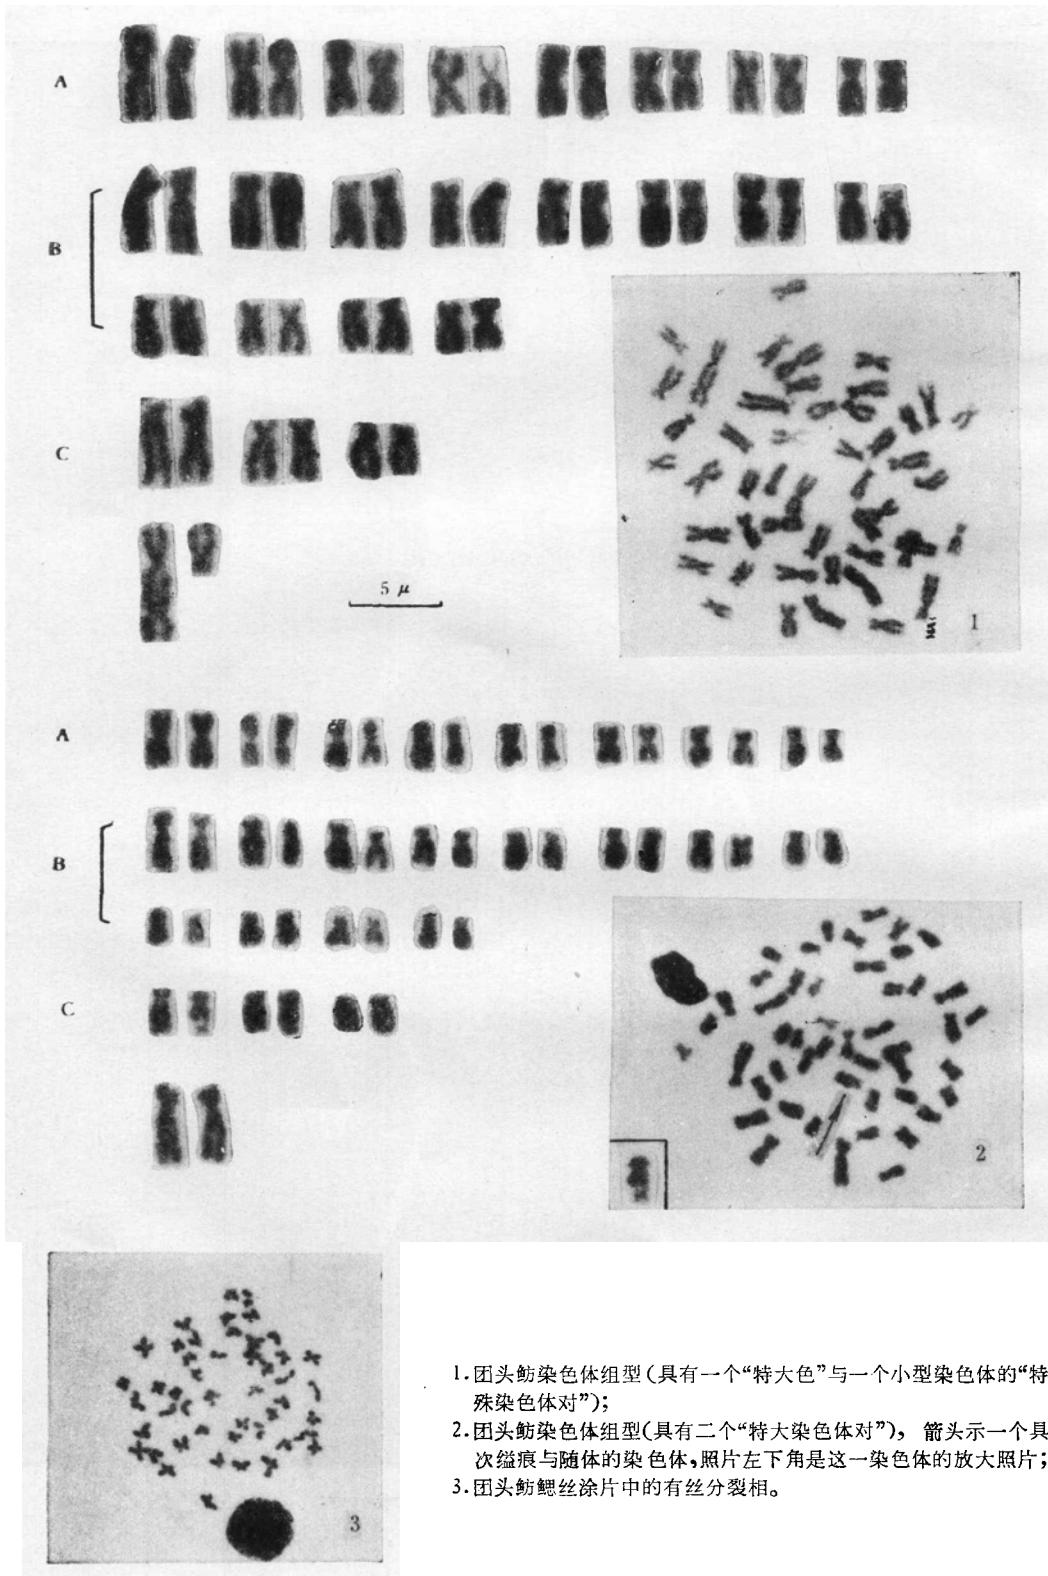 A
B
C
5 μ
1
A
B
C
2
3
1.团头鲂染色体组型(具有一个“特大色”与一个小型染色体的“特
殊染色体对”);
2.团头鲂染色体组型(具有二个“特大染色体对”),箭头示一个具
次缢痕与随体的染色体,照片左下角是这一染色体的放大照片;
3.团头鲂鳃丝涂片中的有丝分裂相。